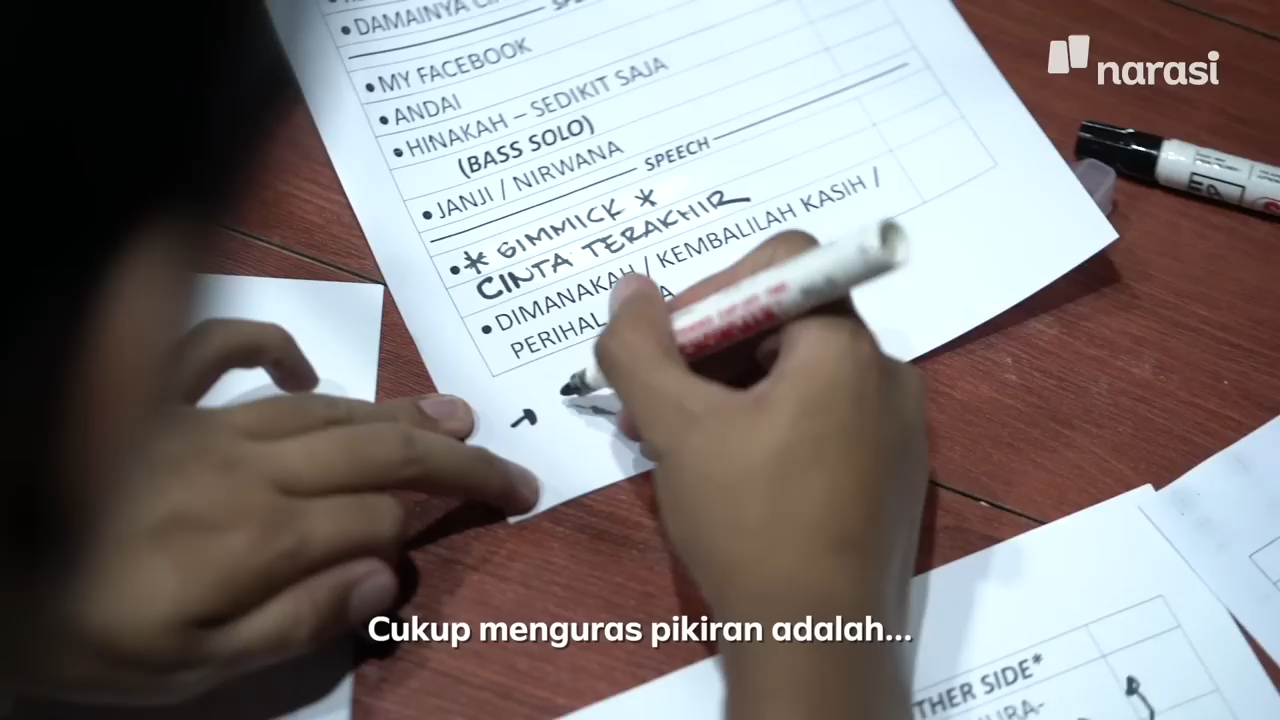 DAMAINYA
narasi
• MY FACEBOOK
• ANDAI
• HINAKAH – SEDIKIT SAJA
(BASS SOLO)
• JANJI / NIRWANA
SPEECH
• * GIMMICK *
CINTA TERAKHIR
• DIMANAKAH / KEMBALILAH KASIH /
PERIHAL
Cukup menguras pikiran adalah...
THER SIDE*